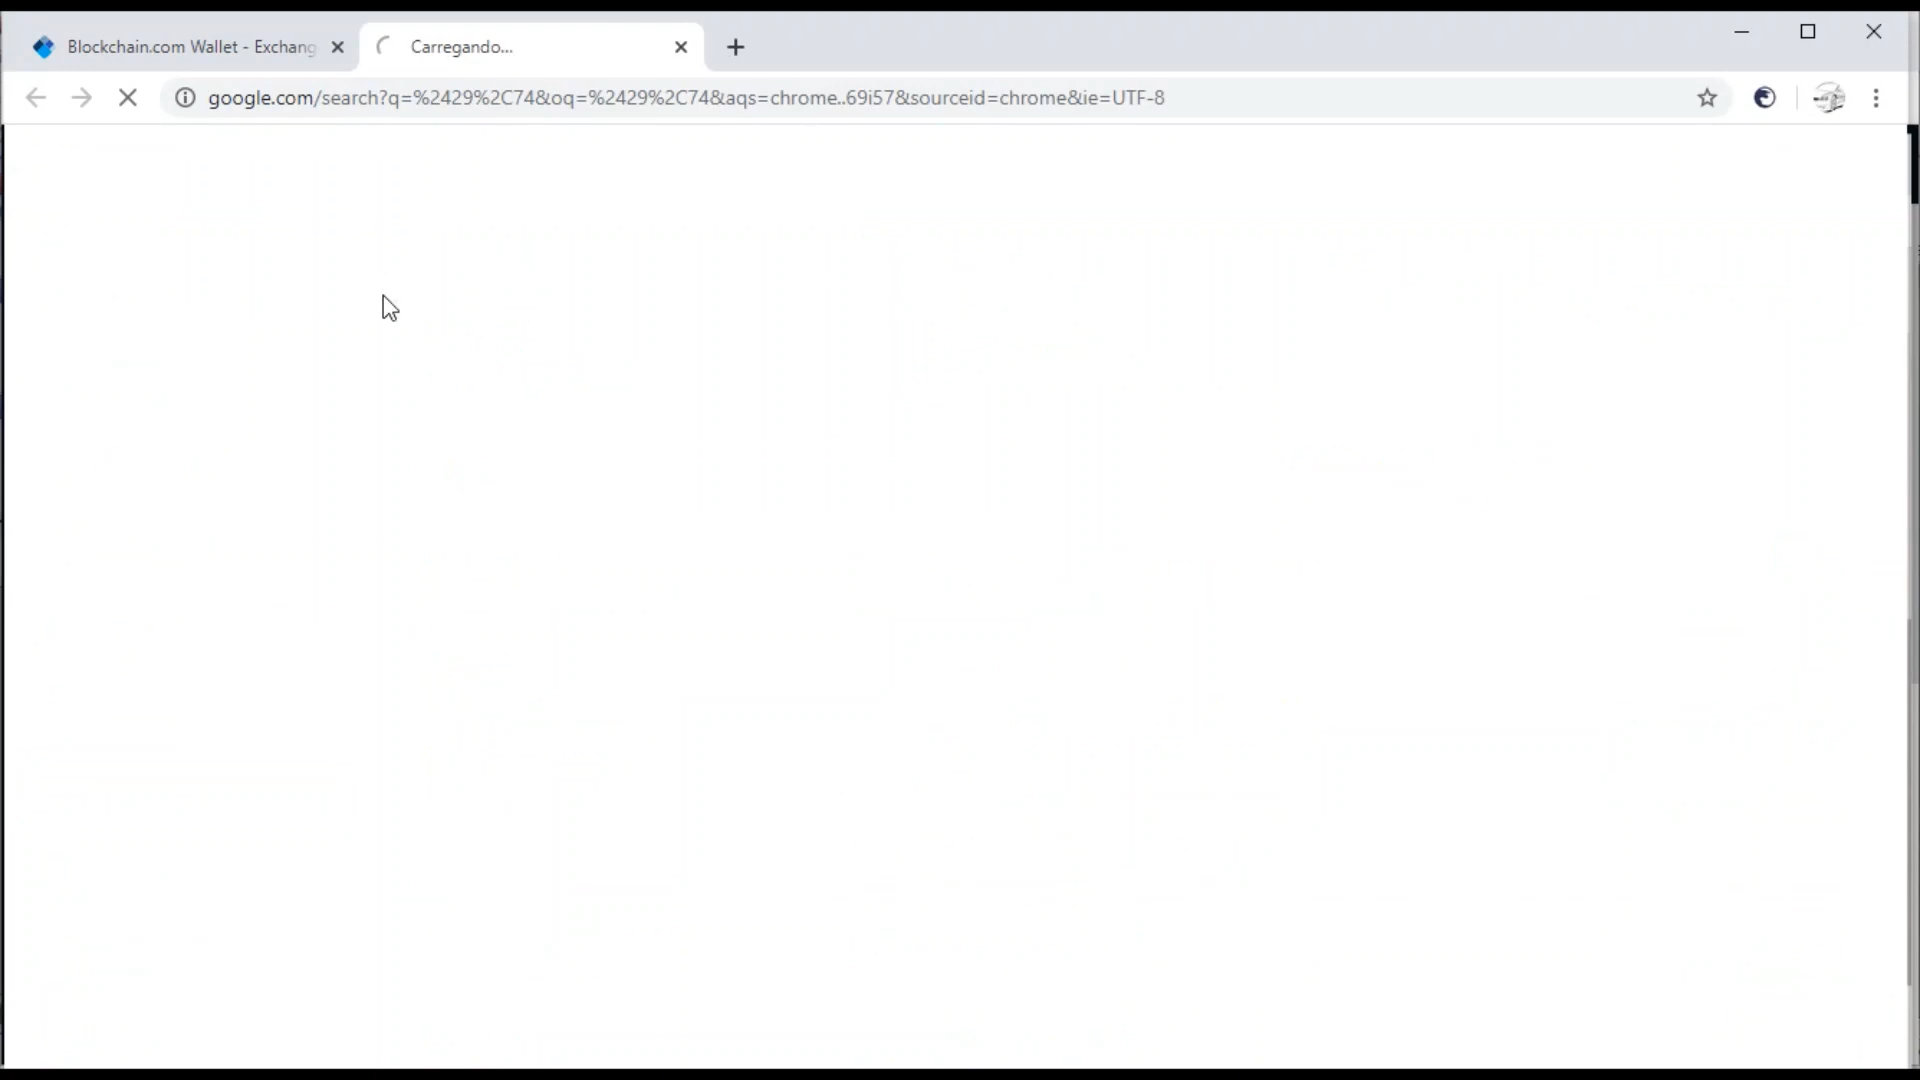 Blockchain.com Wallet - Exchang
Carregando...
google.com/search?q=%2429%2C74&oq=%2429%2C74&aqs=chrome..69i57&sourceid=chrome&ie=UTF-8